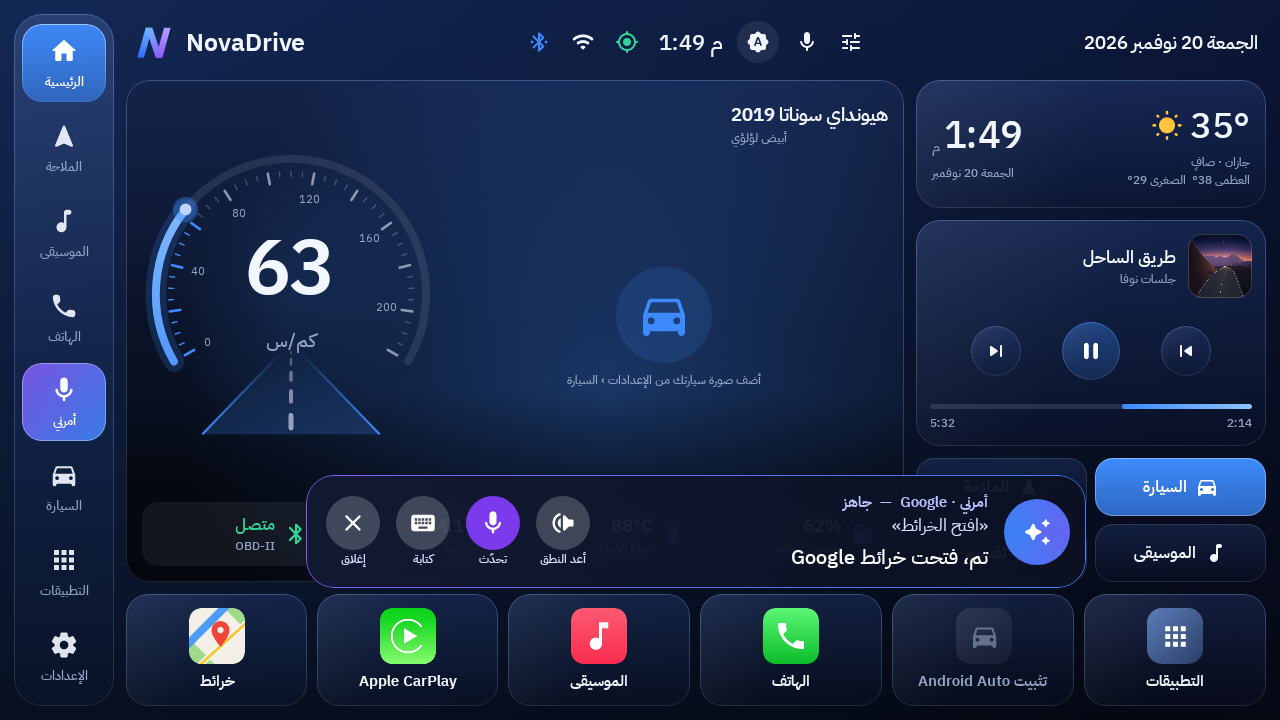 NovaDrive
1:49 م
A
الجمعة 20 نوفمبر 2026
الرئيسية
الملاحة
الموسيقى
الهاتف
أمرني
السيارة
التطبيقات
الإعدادات
هيونداي سوناتا 2019
أبيض لؤلؤي
0
40
80
120
160
200
63
كم/س
أضف صورة سيارتك من الإعدادات › السيارة
متصل
OBD-II
35°
جازان · صافٍ
العظمى 38° الصغرى 29°
1:49 م
الجمعة 20 نوفمبر
طريق الساحل
جلسات نوفا
2:14
5:32
السيارة
الملاحة
الموسيقى
62%
88°C
أمرني · Google — جاهز
«افتح الخرائط»
تم، فتحت خرائط Google
أعد النطق
تحدّث
كتابة
إغلاق
خرائط
Apple CarPlay
الموسيقى
الهاتف
تثبيت Android Auto
التطبيقات